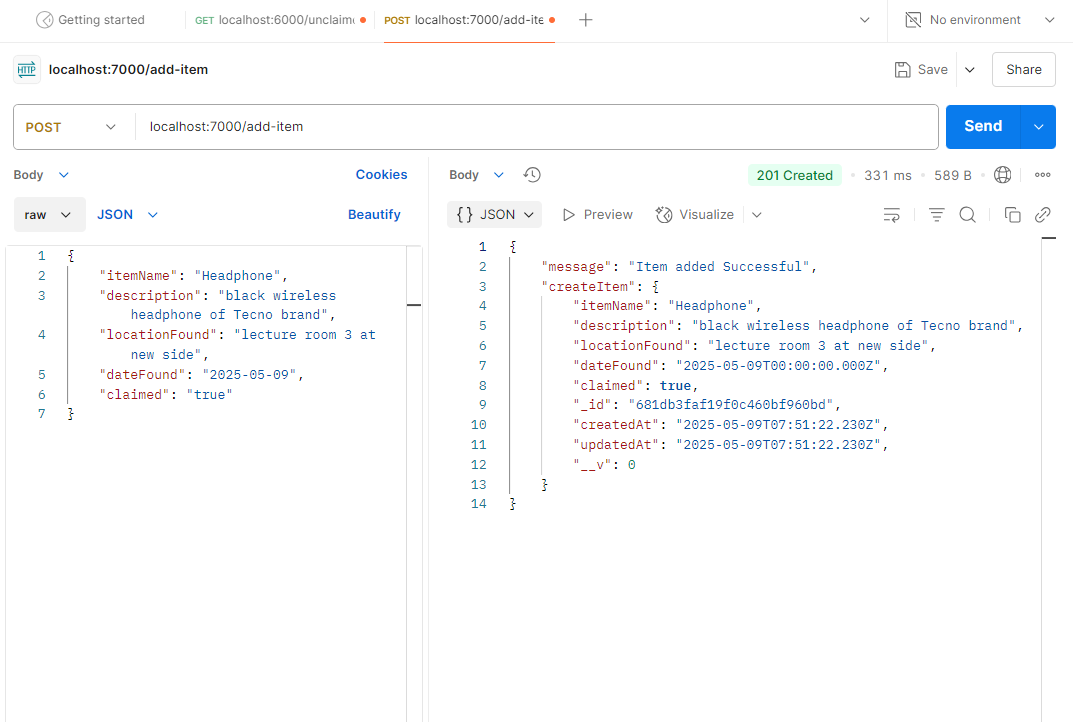 Getting started
GET localhost:6000/unclaim
POST localhost:7000/add-ite
No environment
HTTP localhost:7000/add-item
Save
Share
POST
localhost:7000/add-item
Send
Body
Cookies
raw
JSON
Beautify
1 {
2 "itemName": "Headphone",
3 "description": "black wireless
headphone of Tecno brand",
4 "locationFound": "lecture room 3 at
new side",
5 "dateFound": "2025-05-09",
6 "claimed": "true"
7 }
Body
201 Created
331 ms
589 B
{} JSON
Preview
Visualize
1 {
2 "message": "Item added Successful",
3 "createItem": {
4 "itemName": "Headphone",
5 "description": "black wireless headphone of Tecno brand",
6 "locationFound": "lecture room 3 at new side",
7 "dateFound": "2025-05-09T00:00:00.000Z",
8 "claimed": true,
9 "_id": "681db3faf19f0c460bf960bd",
10 "createdAt": "2025-05-09T07:51:22.230Z",
11 "updatedAt": "2025-05-09T07:51:22.230Z",
12 "__v": 0
13 }
14 }